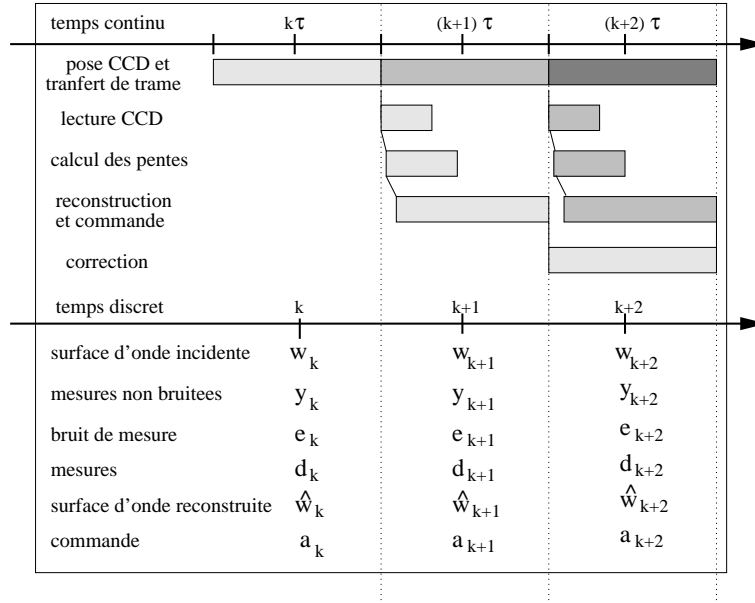 temps continu kτ (k+1) τ (k+2) τ
pose CCD et
tranfert de trame
lecture CCD
calcul des pentes
reconstruction
et commande
correction
temps discret k k+1 k+2
surface d'onde incidente w_k w_{k+1} w_{k+2}
mesures non bruitees y_k y_{k+1} y_{k+2}
bruit de mesure e_k e_{k+1} e_{k+2}
mesures d_k d_{k+1} d_{k+2}
surface d'onde reconstruite ŵ_k ŵ_{k+1} ŵ_{k+2}
commande a_k a_{k+1} a_{k+2}